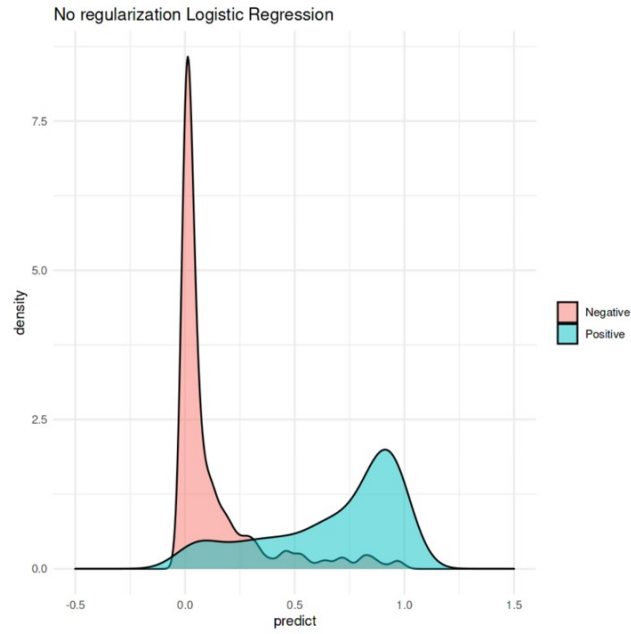 No regularization Logistic Regression
7.5
5.0
2.5
0.0
density
-0.5 0.0 0.5 1.0 1.5
predict
Negative
Positive